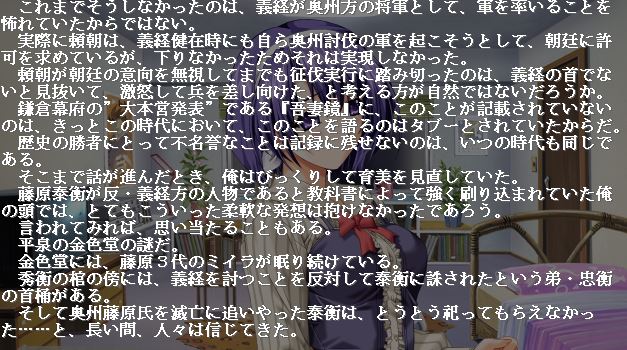 これまでそうしなかったのは、義経が奥州方の将軍として、軍を率いることを
怖れていたからではない。
実際に頼朝は、義経健在時にも自ら奥州討伐の軍を起こそうとして、朝廷に許
可を求めているが、下りなかったためそれは実現しなかった。
頼朝が朝廷の意向を無視してまでも征伐実行に踏み切ったのは、義経の首でな
いと見抜いて、激怒して兵を差し向けた、と考える方が自然ではないだろうか。
鎌倉幕府の”大本営発表”である『吾妻鏡』に、このことが記載されていない
のは、きっとこの時代において、このことを語るのはタブーとされていたからだ。
歴史の勝者にとって不名誉なことは記録に残せないのは、いつの時代も同じで
ある。
そこまで話が進んだとき、俺はびっくりして育美を見直していた。
藤原泰衡が反・義経方の人物であると教科書によって強く刷り込まれていた俺
の頭では、とてもこういった柔軟な発想は抱けなかったであろう。
言われてみれば、思い当たることもある。
平泉の金色堂の謎だ。
金色堂には、藤原３代のミイラが眠り続けている。
秀衡の棺の傍には、義経を討つことを反対して泰衡に誅されたという弟・忠衡
の首桶がある。
そして奥州藤原氏を滅亡に追いやった泰衡は、とうとう祀ってもらえなかっ
た……と、長い間、人々は信じてきた。